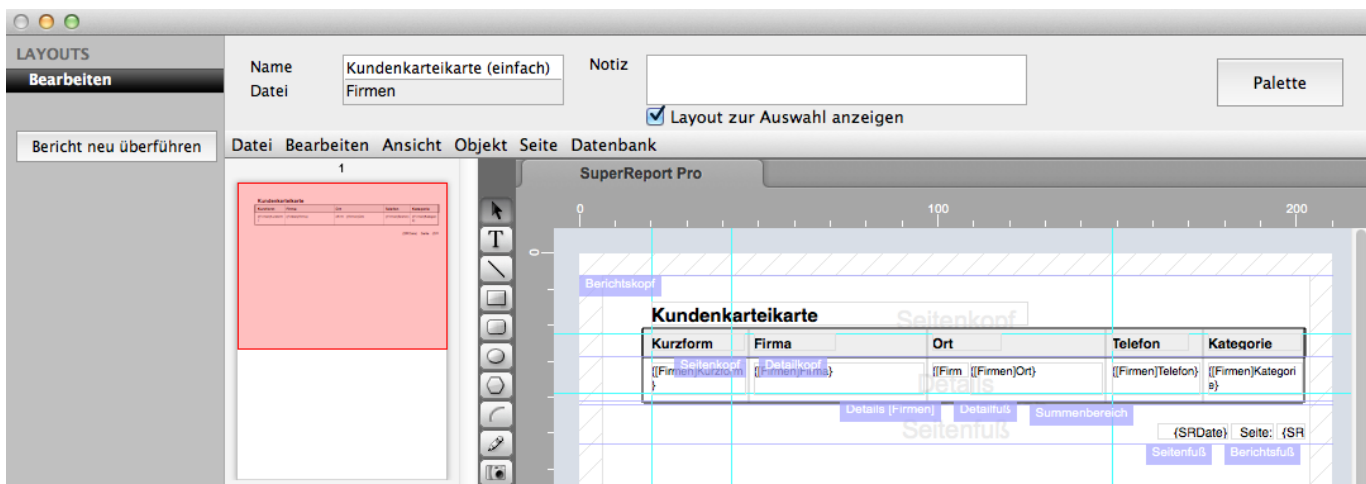 LAYOUTS
Bearbeiten
Bericht neu überführen
Name
Kundenkarteikarte (einfach)
Datei
Firmen
Notiz
Layout zur Auswahl anzeigen
Palette
Datei Bearbeiten Ansicht Objekt Seite Datenbank
1
Kundenkarteikarte
SuperReport Pro
0 100 200
0
T
Berichtskopf
Kundenkarteikarte
Seitenkopf
Kurzform Firma Ort Telefon Kategorie
Seitenkopf Detailkopf
{[Firmen]Kurzform} {[Firmen]Firma} {[Firm {[Firmen]Ort} {[Firmen]Telefon} {[Firmen]Kategori
e}
Details
Details [Firmen] Detailfuß Summenbereich
Seitenfuß
{SRDate} Seite: {SR
Seitenfuß Berichtsfuß